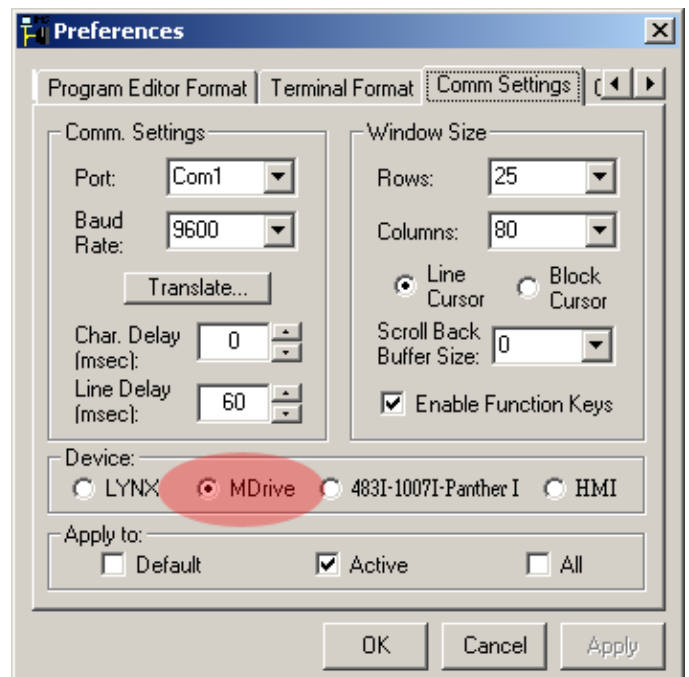 Preferences
Program Editor Format Terminal Format Comm Settings
Comm. Settings
Port: Com1
Baud Rate: 9600
Translate...
Char. Delay (msec): 0
Line Delay (msec): 60
Window Size
Rows: 25
Columns: 80
Line Cursor Block Cursor
Scroll Back Buffer Size: 0
Enable Function Keys
Device:
LYNX MDrive 483I-1007I-Panther I HMI
Apply to:
Default Active All
OK Cancel Apply